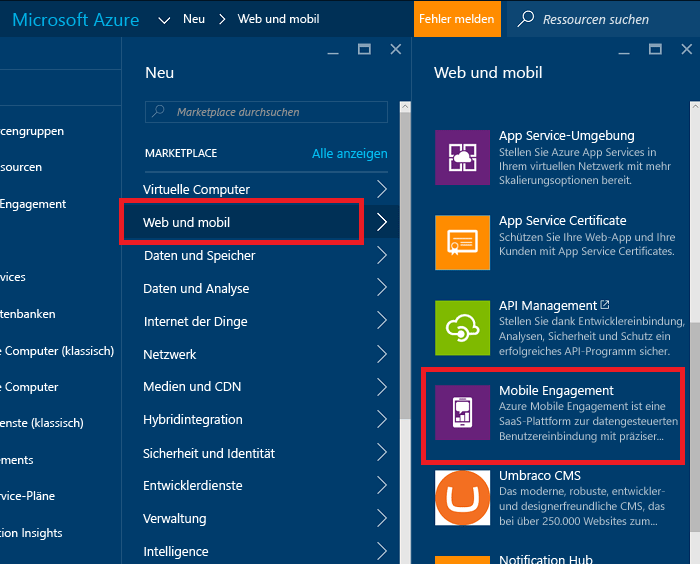 Microsoft Azure
Neu
Web und mobil
Fehler melden
Ressourcen suchen
rcengruppen
ssourcen
Engagement
vices
tenbanken
e Computer (klassisch)
e Computer
enste (klassisch)
ements
rvice-Pläne
tion Insights
Neu
Marketplace durchsuchen
MARKETPLACE
Alle anzeigen
Virtuelle Computer
Web und mobil
Daten und Speicher
Daten und Analyse
Internet der Dinge
Netzwerk
Medien und CDN
Hybridintegration
Sicherheit und Identität
Entwicklerdienste
Verwaltung
Intelligence
Web und mobil
App Service-Umgebung
Stellen Sie Azure App Services in
Ihrem virtuellen Netzwerk mit mehr
Skalierungsoptionen bereit.
App Service Certificate
Schützen Sie Ihre Web-App und Ihre
Kunden mit App Service Certificates.
API Management
Stellen Sie dank Entwicklereinbindung,
Analysen, Sicherheit und Schutz ein
erfolgreiches API-Programm sicher.
Mobile Engagement
Azure Mobile Engagement ist eine
SaaS-Plattform zur datengesteuerten
Benutzereinbindung mit präziser...
Umbraco CMS
Das moderne, robuste, entwickler-
und designerfreundliche CMS, das
bei über 250.000 Websites zum...
Notification Hub